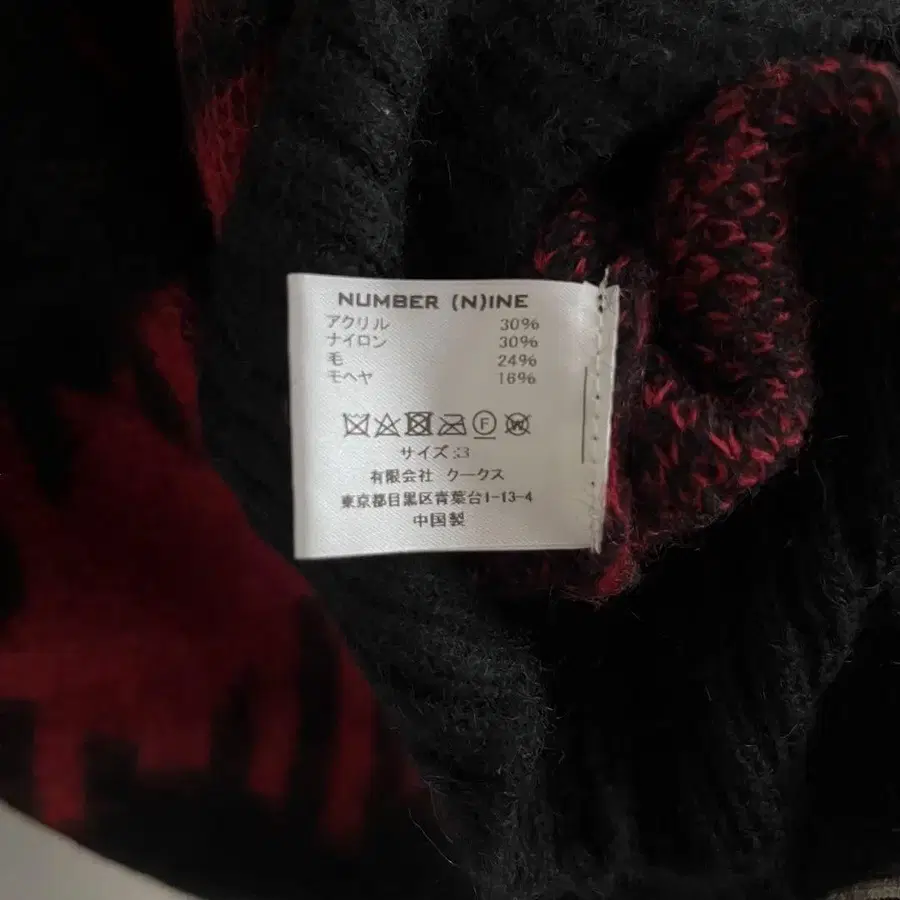 NUMBER (N)INE
アクリル 30%
ナイロン 30%
毛 24%
モヘヤ 16%
F W
サイズ:3
有限会社 クークス
東京都目黒区青葉台1-13-4
中国製